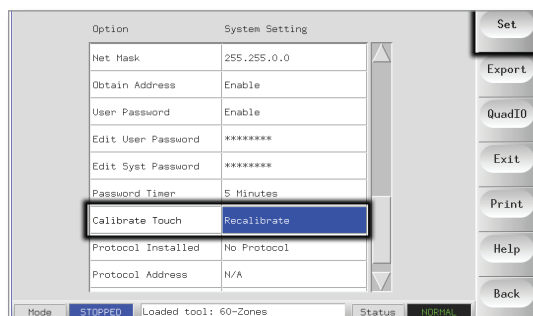 Option System Setting
Net Mask 255.255.0.0
Obtain Address Enable
User Password Enable
Edit User Password ********
Edit Syst Password ********
Password Timer 5 Minutes
Calibrate Touch Recalibrate
Protocol Installed No Protocol
Protocol Address N/A
Set
Export
QuadIO
Exit
Print
Help
Back
Mode STOPPED Loaded tool: 60-Zones Status NORMAL